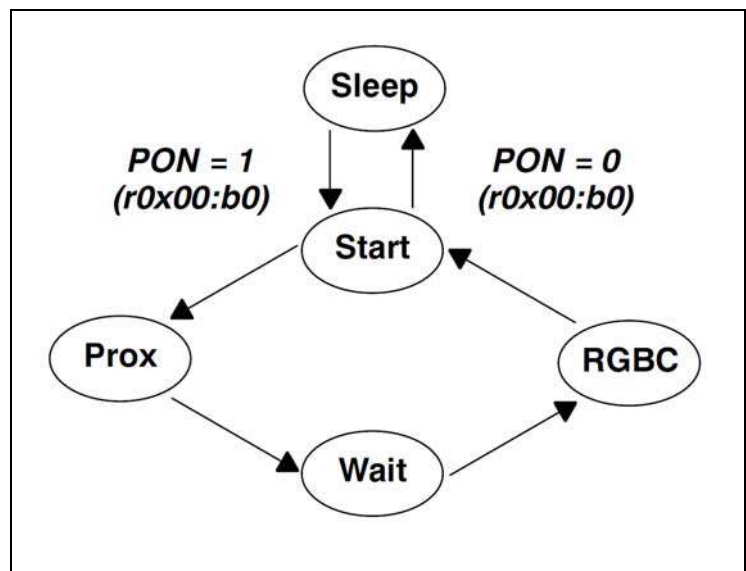 Sleep
PON = 1
(r0x00:b0)
PON = 0
(r0x00:b0)
Start
Prox
RGBC
Wait